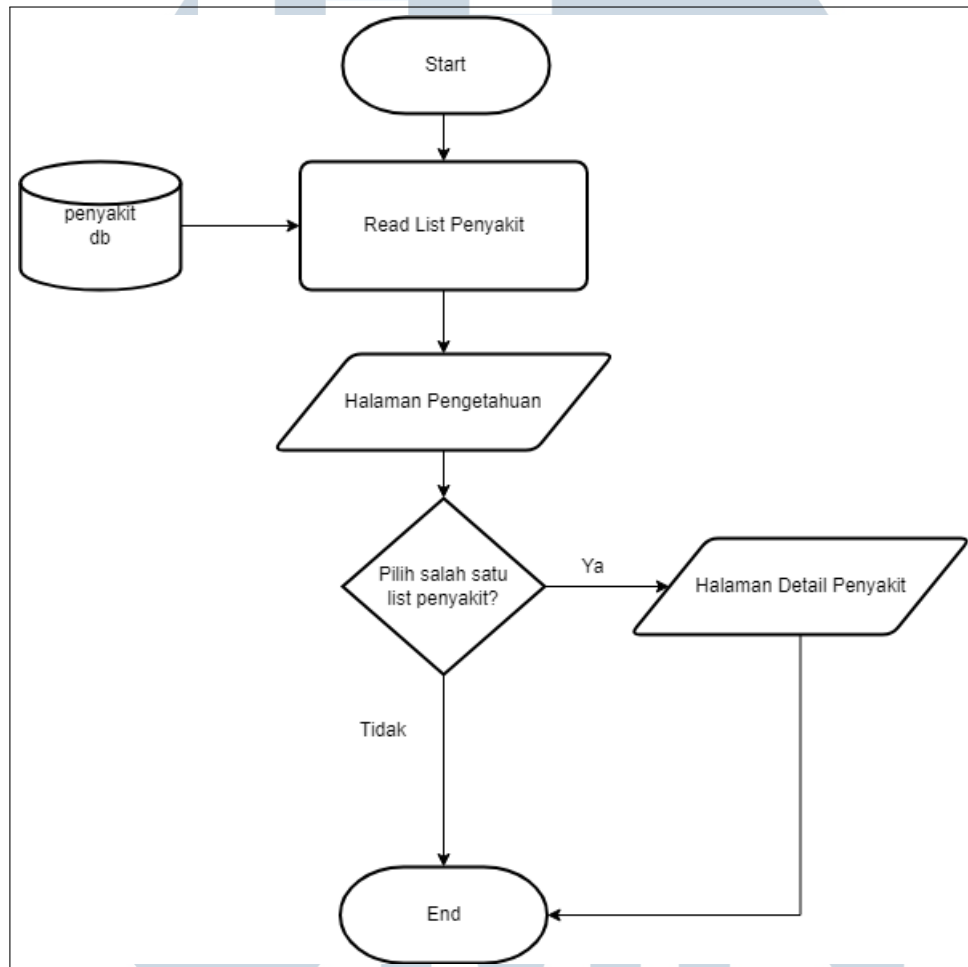 Start
penyakit
db
Read List Penyakit
Halaman Pengetahuan
Pilih salah satu
list penyakit?
Ya
Halaman Detail Penyakit
Tidak
End